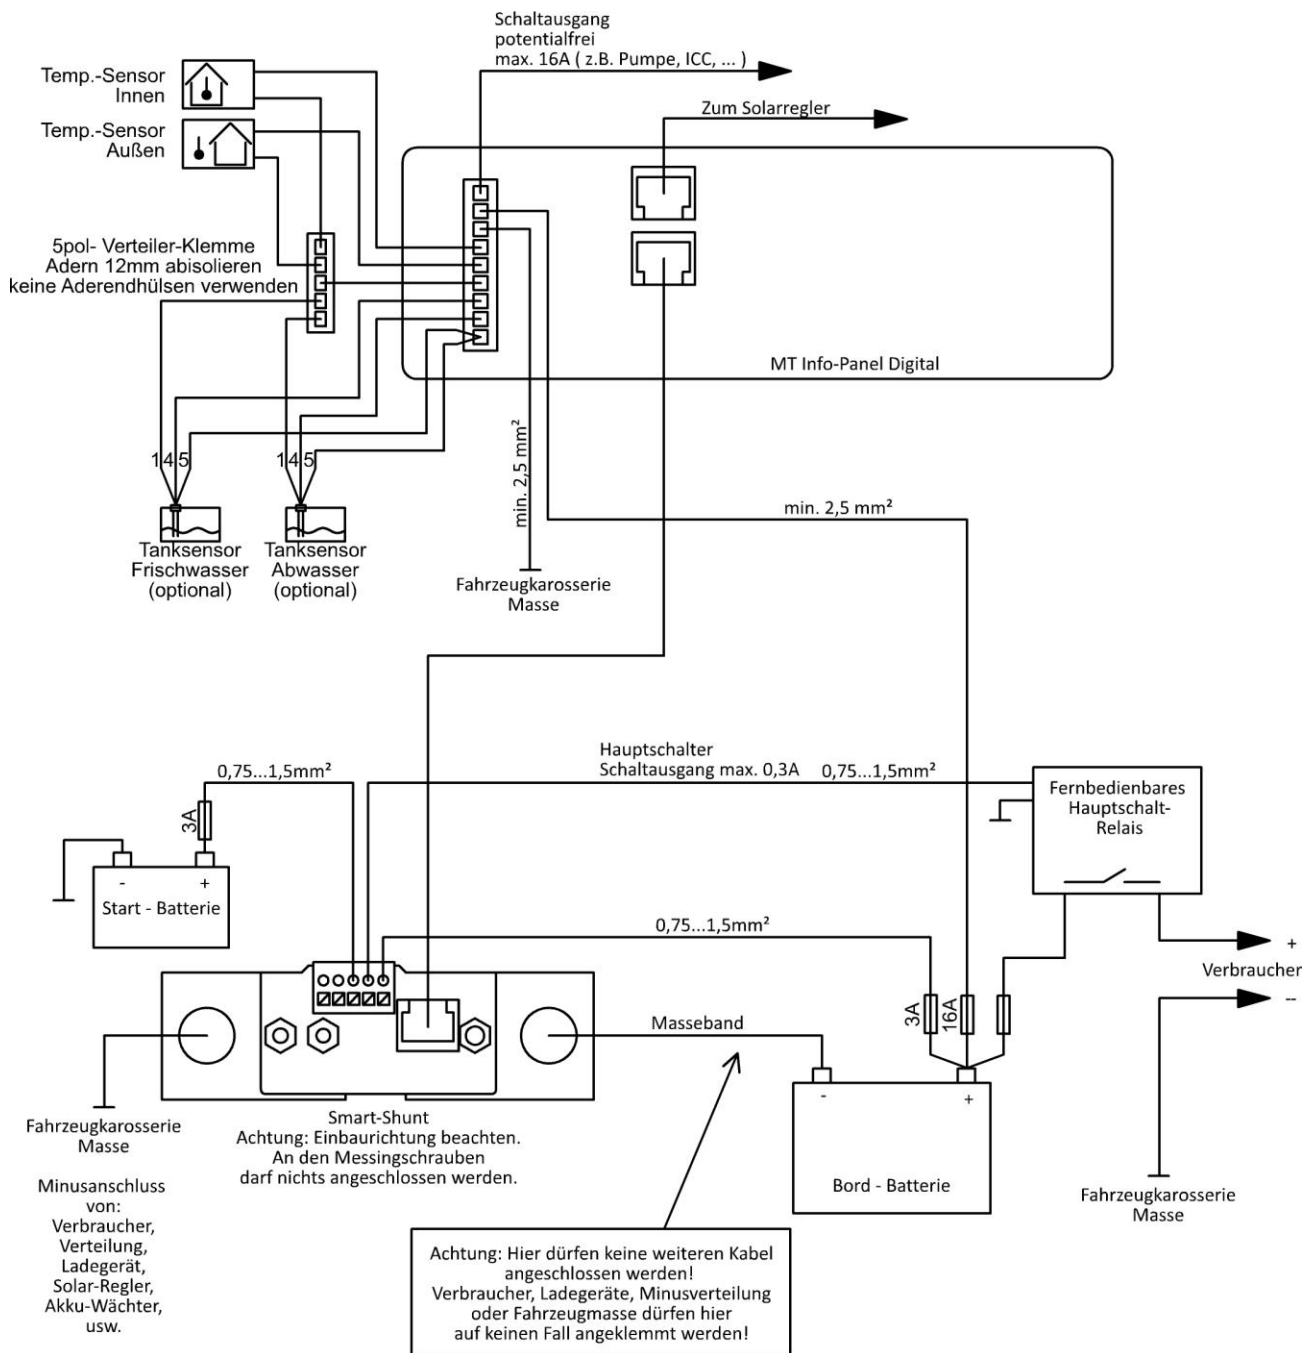 Schaltausgang
potentialfrei
max. 16A ( z.B. Pumpe, ICC, ... )
Temp.-Sensor
Innen
Zum Solarregler
Temp.-Sensor
Außen
5pol- Verteiler-Klemme
Adern 12mm abisolieren
keine Aderendhülsen verwenden
MT Info-Panel Digital
1 4 5
1 4 5
min. 2,5 mm²
min. 2,5 mm²
Tanksensor
Frischwasser
(optional)
Tanksensor
Abwasser
(optional)
Fahrzeugkarosserie
Masse
Hauptschalter
Schaltausgang max. 0,3A
0,75...1,5mm²
0,75...1,5mm²
Fernbedienbares
Hauptschalt-
Relais
3A
- +
Start - Batterie
0,75...1,5mm²
+
Verbraucher
--
3A
16A
Masseband
- +
Bord - Batterie
Fahrzeugkarosserie
Masse
Smart-Shunt
Achtung: Einbaurichtung beachten.
An den Messingschrauben
darf nichts angeschlossen werden.
Fahrzeugkarosserie
Masse
Minusanschluss
von:
Verbraucher,
Verteilung,
Ladegerät,
Solar-Regler,
Akku-Wächter,
usw.
Achtung: Hier dürfen keine weiteren Kabel
angeschlossen werden!
Verbraucher, Ladegeräte, Minusverteilung
oder Fahrzeugmasse dürfen hier
auf keinen Fall angeklemmt werden!